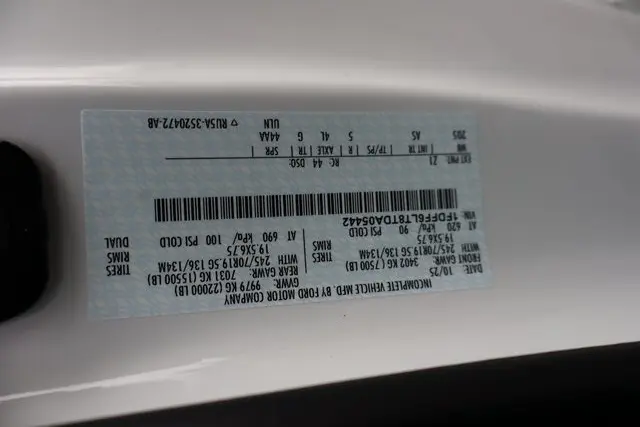 INCOMPLETE VEHICLE MFD. BY FORD MOTOR COMPANY
DATE: 10/25 GVWR: 9979 KG (22000 LB)
FRONT GAWR: 3402 KG (7500 LB) REAR GAWR: 7031 KG (15500 LB)
WITH 245/70R19.5G 136/134M TIRES WITH 245/70R19.5G 136/134M TIRES
19.5X6.75 RIMS 19.5X6.75 RIMS
AT 620 kPa/ 90 PSI COLD AT 690 kPa/ 100 PSI COLD DUAL
VIN: 1FDFF6LT8TDA05442
EXT PNT: Z1 RC: 44 DSO:
WB INT TR TP/PS R AXLE TR SPR
205 AS 5 4L G 44AA
ULN
RU5A-3520472-AB